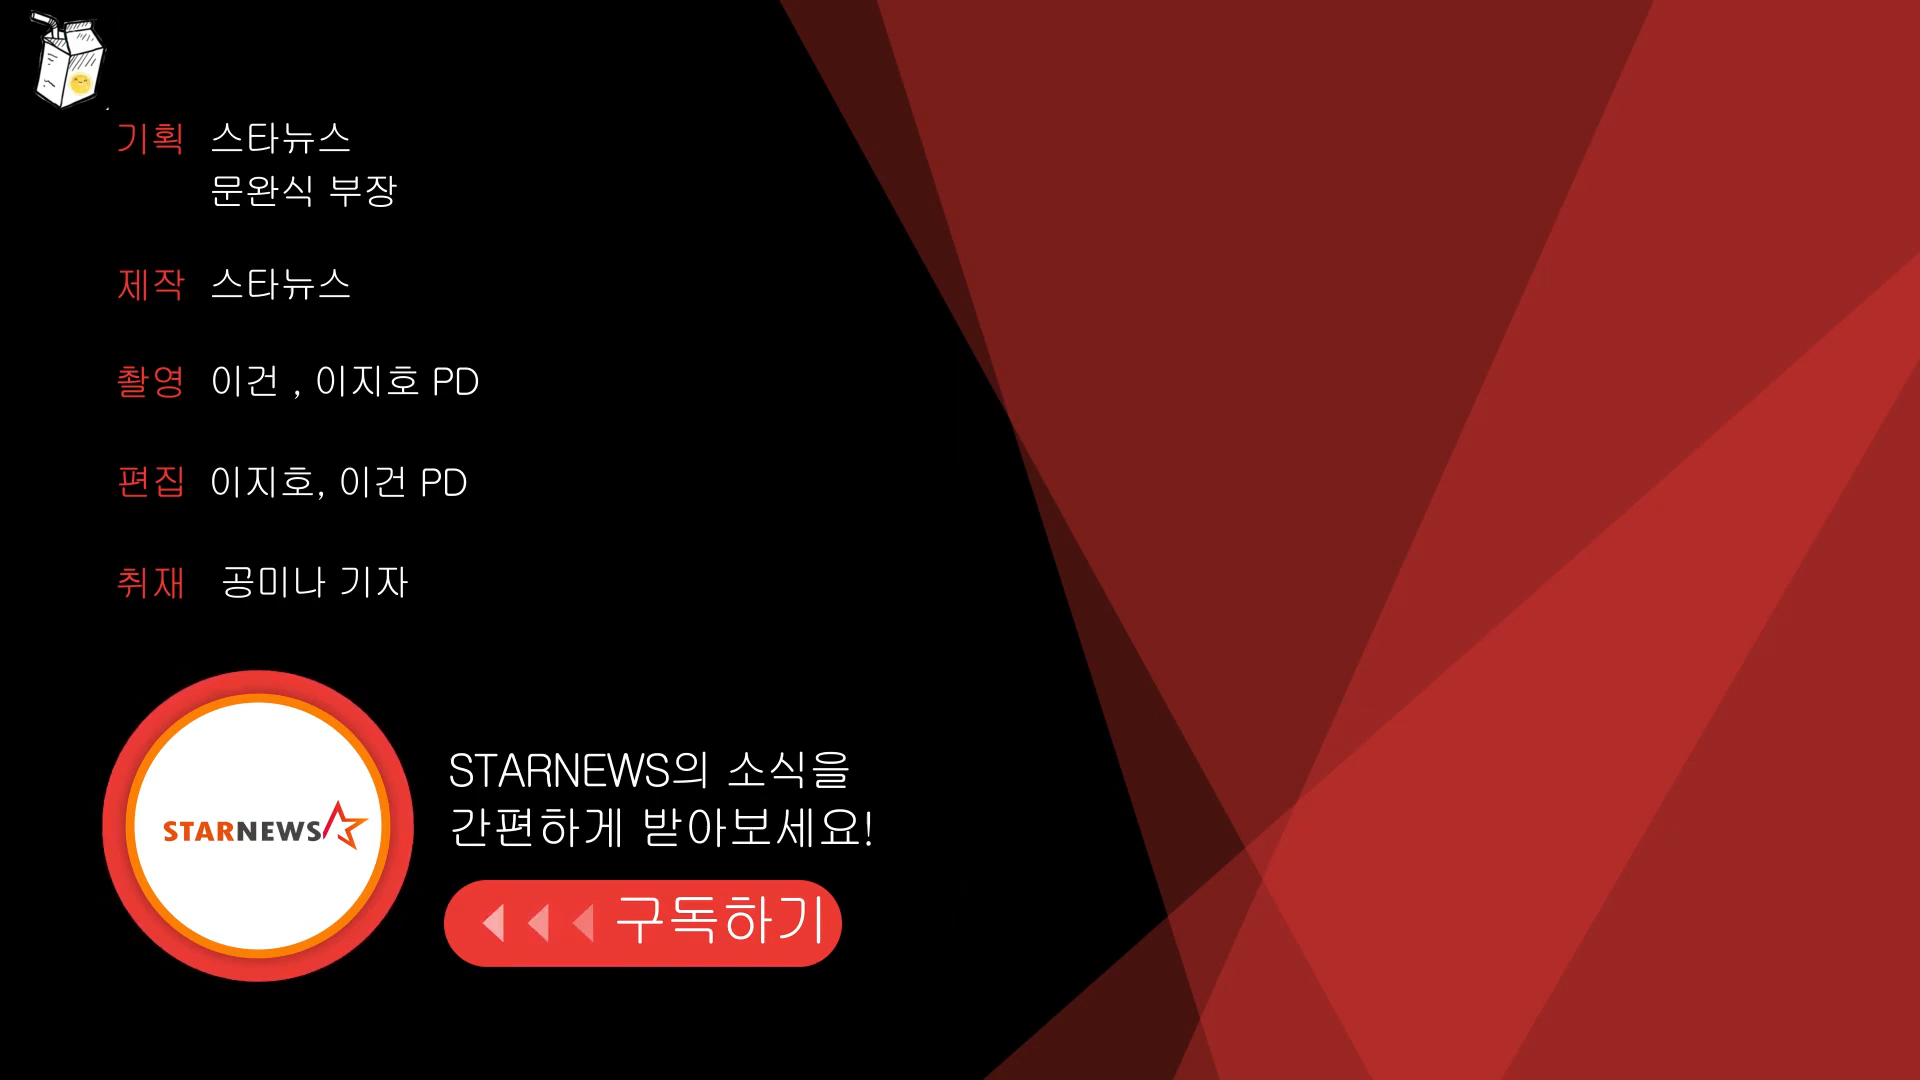 기획 스타뉴스
문완식 부장
제작 스타뉴스
촬영 이건 , 이지호 PD
편집 이지호, 이건 PD
취재 공미나 기자
STARNEWS
STARNEWS의 소식을
간편하게 받아보세요!
구독하기